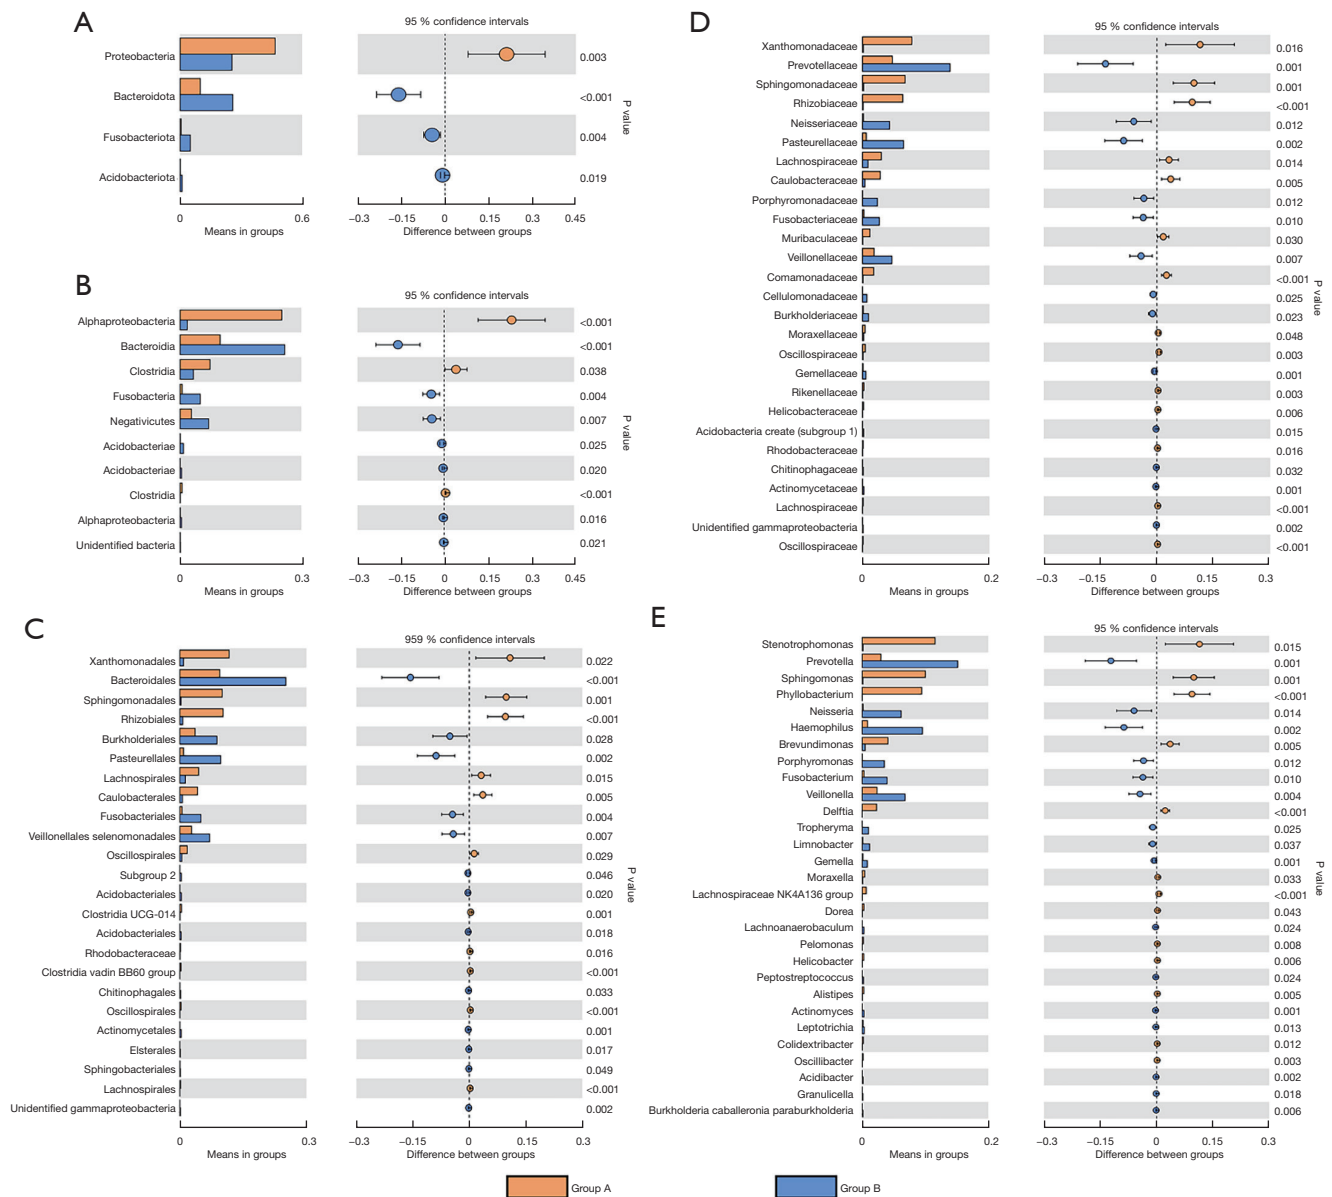 A
95 % confidence intervals
Proteobacteria
0.003
Bacteroidota
<0.001
Fusobacteriota
0.004
Acidobacteriota
0.019
P value
0
0.6
−0.3
−0.15
0
0.15
0.3
0.45
Means in groups
Difference between groups
B
95 % confidence intervals
Alphaproteobacteria
<0.001
Bacteroidia
<0.001
Clostridia
0.038
Fusobacteria
0.004
Negativicutes
0.007
Acidobacteriae
0.025
Acidobacteriae
0.020
Clostridia
<0.001
Alphaproteobacteria
0.016
Unidentified bacteria
0.021
P value
0
0.3
−0.3
−0.15
0
0.15
0.3
0.45
Means in groups
Difference between groups
C
959 % confidence intervals
Xanthomonadales
0.022
Bacteroidales
<0.001
Sphingomonadales
0.001
Rhizobiales
<0.001
Burkholderiales
0.028
Pasteurellales
0.002
Lachnospirales
0.015
Caulobacterales
0.005
Fusobacteriales
0.004
Veillonellales selenomonadales
0.007
Oscillospirales
0.029
Subgroup 2
0.046
Acidobacteriales
0.020
Clostridia UCG-014
0.001
Acidobacteriales
0.018
Rhodobacteraceae
0.016
Clostridia vadin BB60 group
<0.001
Chitinophagales
0.033
Oscillospirales
<0.001
Actinomycetales
0.001
Elsterales
0.017
Sphingobacteriales
0.049
Lachnospirales
<0.001
Unidentified gammaproteobacteria
0.002
P value
0
0.3
−0.3
−0.15
0
0.15
0.3
Means in groups
Difference between groups
D
95 % confidence intervals
Xanthomonadaceae
0.016
Prevotellaceae
0.001
Sphingomonadaceae
0.001
Rhizobiaceae
<0.001
Neisseriaceae
0.012
Pasteurellaceae
0.002
Lachnospiraceae
0.014
Caulobacteraceae
0.005
Porphyromonadaceae
0.012
Fusobacteriaceae
0.010
Muribaculaceae
0.030
Veillonellaceae
0.007
Comamonadaceae
<0.001
Cellulomonadaceae
0.025
Burkholderiaceae
0.023
Moraxellaceae
0.048
Oscillospiraceae
0.003
Gemellaceae
0.001
Rikenellaceae
0.003
Helicobacteraceae
0.006
Acidobacteria create (subgroup 1)
0.015
Rhodobacteraceae
0.016
Chitinophagaceae
0.032
Actinomycetaceae
0.001
Lachnospiraceae
<0.001
Unidentified gammaproteobacteria
0.002
Oscillospiraceae
<0.001
P value
0
0.2
−0.3
−0.15
0
0.15
0.3
Means in groups
Difference between groups
E
95 % confidence intervals
Stenotrophomonas
0.015
Prevotella
0.001
Sphingomonas
0.001
Phyllobacterium
<0.001
Neisseria
0.014
Haemophilus
0.002
Brevundimonas
0.005
Porphyromonas
0.012
Fusobacterium
0.010
Veillonella
0.004
Delftia
<0.001
Tropheryma
0.025
Limnobacter
0.037
Gemella
0.001
Moraxella
0.033
Lachnospiraceae NK4A136 group
<0.001
Dorea
0.043
Lachnoanaerobaculum
0.024
Pelomonas
0.008
Helicobacter
0.006
Peptostreptococcus
0.024
Alistipes
0.005
Actinomyces
0.001
Leptotrichia
0.013
Colidextribacter
0.012
Oscillibacter
0.003
Acidibacter
0.002
Granulicella
0.018
Burkholderia caballeronia paraburkholderia
0.006
P value
0
0.2
−0.3
−0.15
0
0.15
0.3
Means in groups
Difference between groups
Group A
Group B